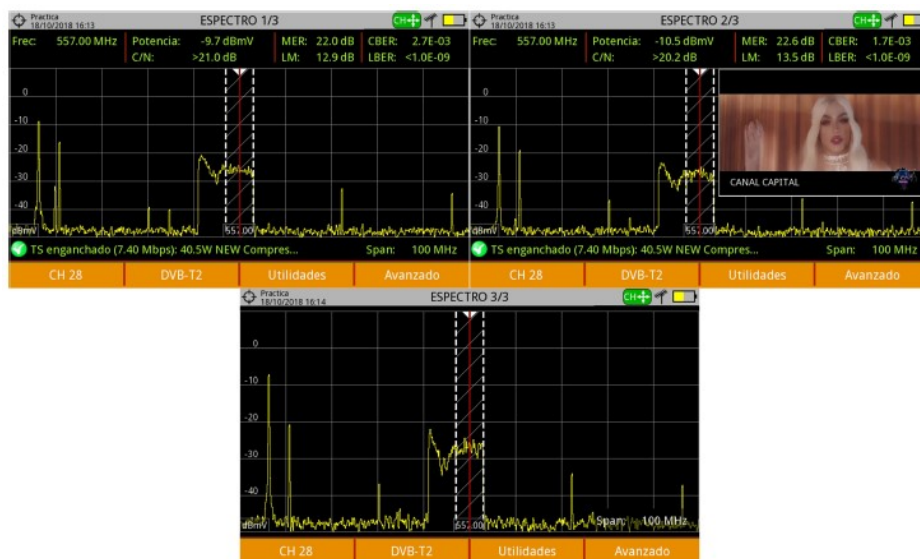 Practica
18/10/2018 16:13
ESPECTRO 1/3
CH
Frec: 557.00 MHz Potencia: -9.7 dBmV MER: 22.0 dB CBER: 2.7E-03
C/N: >21.0 dB LM: 12.9 dB LBER: <1.0E-09
0
-10
-20
-30
-40
dBmV 557.00
TS enganchado (7.40 Mbps): 40.5W NEW Compres... Span: 100 MHz
CH 28 DVB-T2 Utilidades Avanzado
Practica
18/10/2018 16:13
ESPECTRO 2/3
CH
Frec: 557.00 MHz Potencia: -10.5 dBmV MER: 22.6 dB CBER: 1.7E-03
C/N: >20.2 dB LM: 13.5 dB LBER: <1.0E-09
0
-10
-20
-30
-40
dBmV 557.00
CANAL CAPITAL
TS enganchado (7.40 Mbps): 40.5W NEW Compres... Span: 100 MHz
CH 28 DVB-T2 Utilidades Avanzado
Practica
18/10/2018 16:14
ESPECTRO 3/3
CH
0
-10
-20
-30
-40
dBmV 557.00
Span: 100 MHz
CH 28 DVB-T2 Utilidades Avanzado